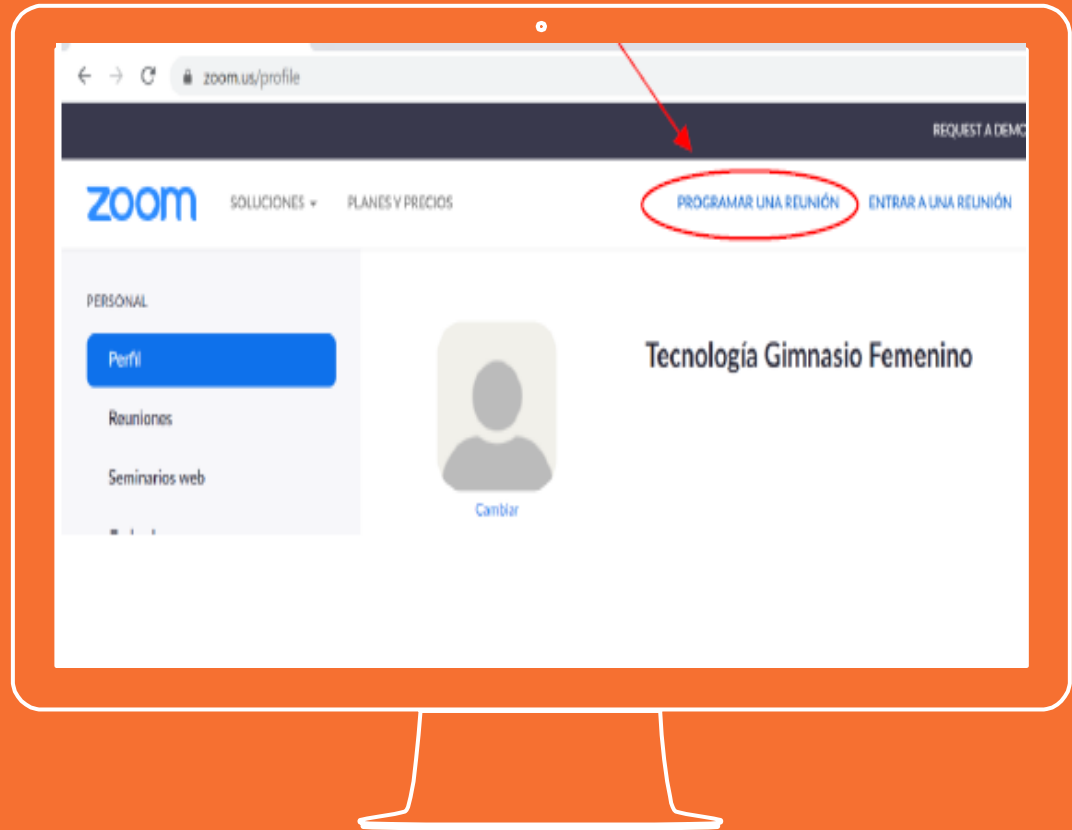 zoom.us/profile
REQUEST A DEMO
zoom SOLUCIONES PLANES Y PRECIOS PROGRAMAR UNA REUNIÓN ENTRAR A UNA REUNIÓN
PERSONAL
Perfil
Tecnología Gimnasio Femenino
Reuniones
Seminarios web
Cambiar